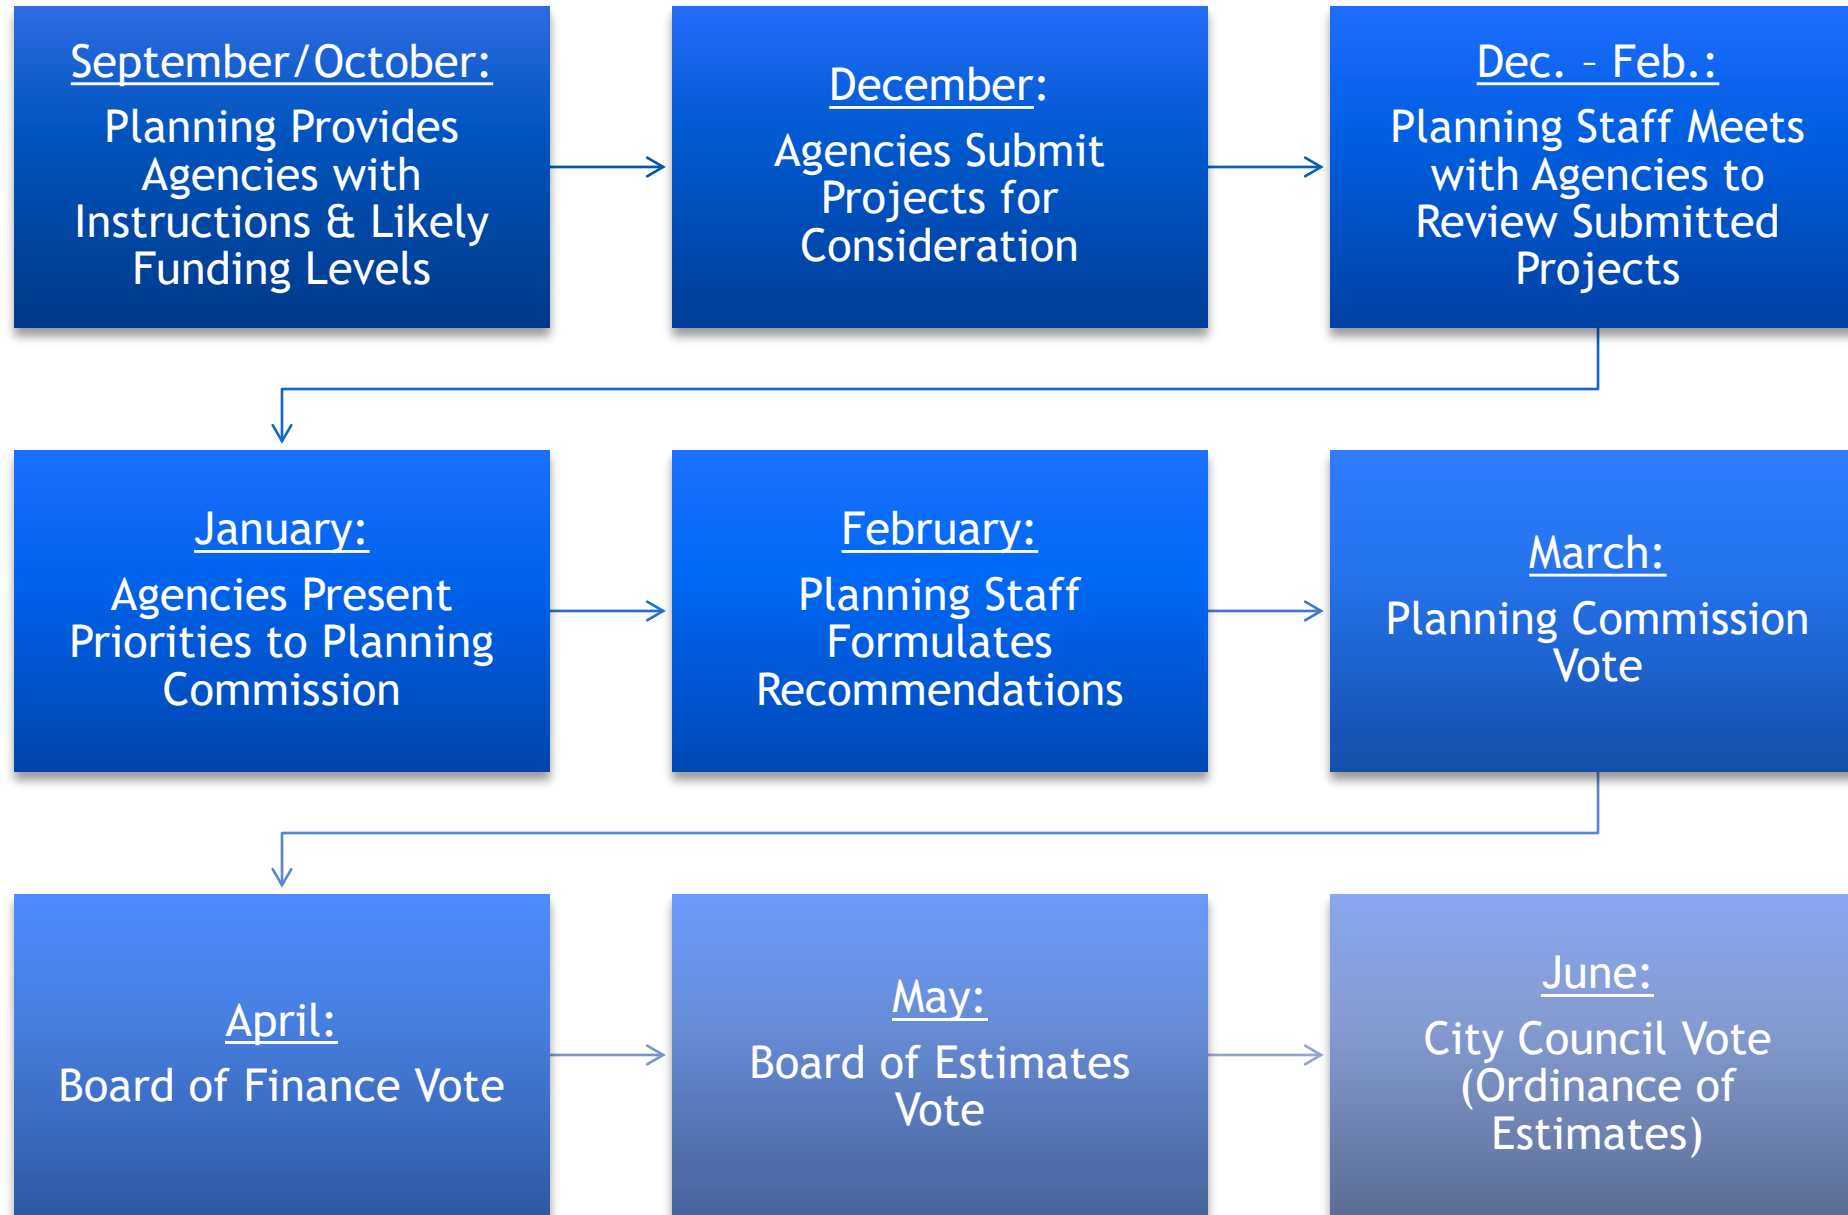 September/October:
Planning Provides
Agencies with
Instructions & Likely
Funding Levels
December:
Agencies Submit
Projects for
Consideration
Dec. – Feb.:
Planning Staff Meets
with Agencies to
Review Submitted
Projects
January:
Agencies Present
Priorities to Planning
Commission
February:
Planning Staff
Formulates
Recommendations
March:
Planning Commission
Vote
April:
Board of Finance Vote
May:
Board of Estimates
Vote
June:
City Council Vote
(Ordinance of
Estimates)